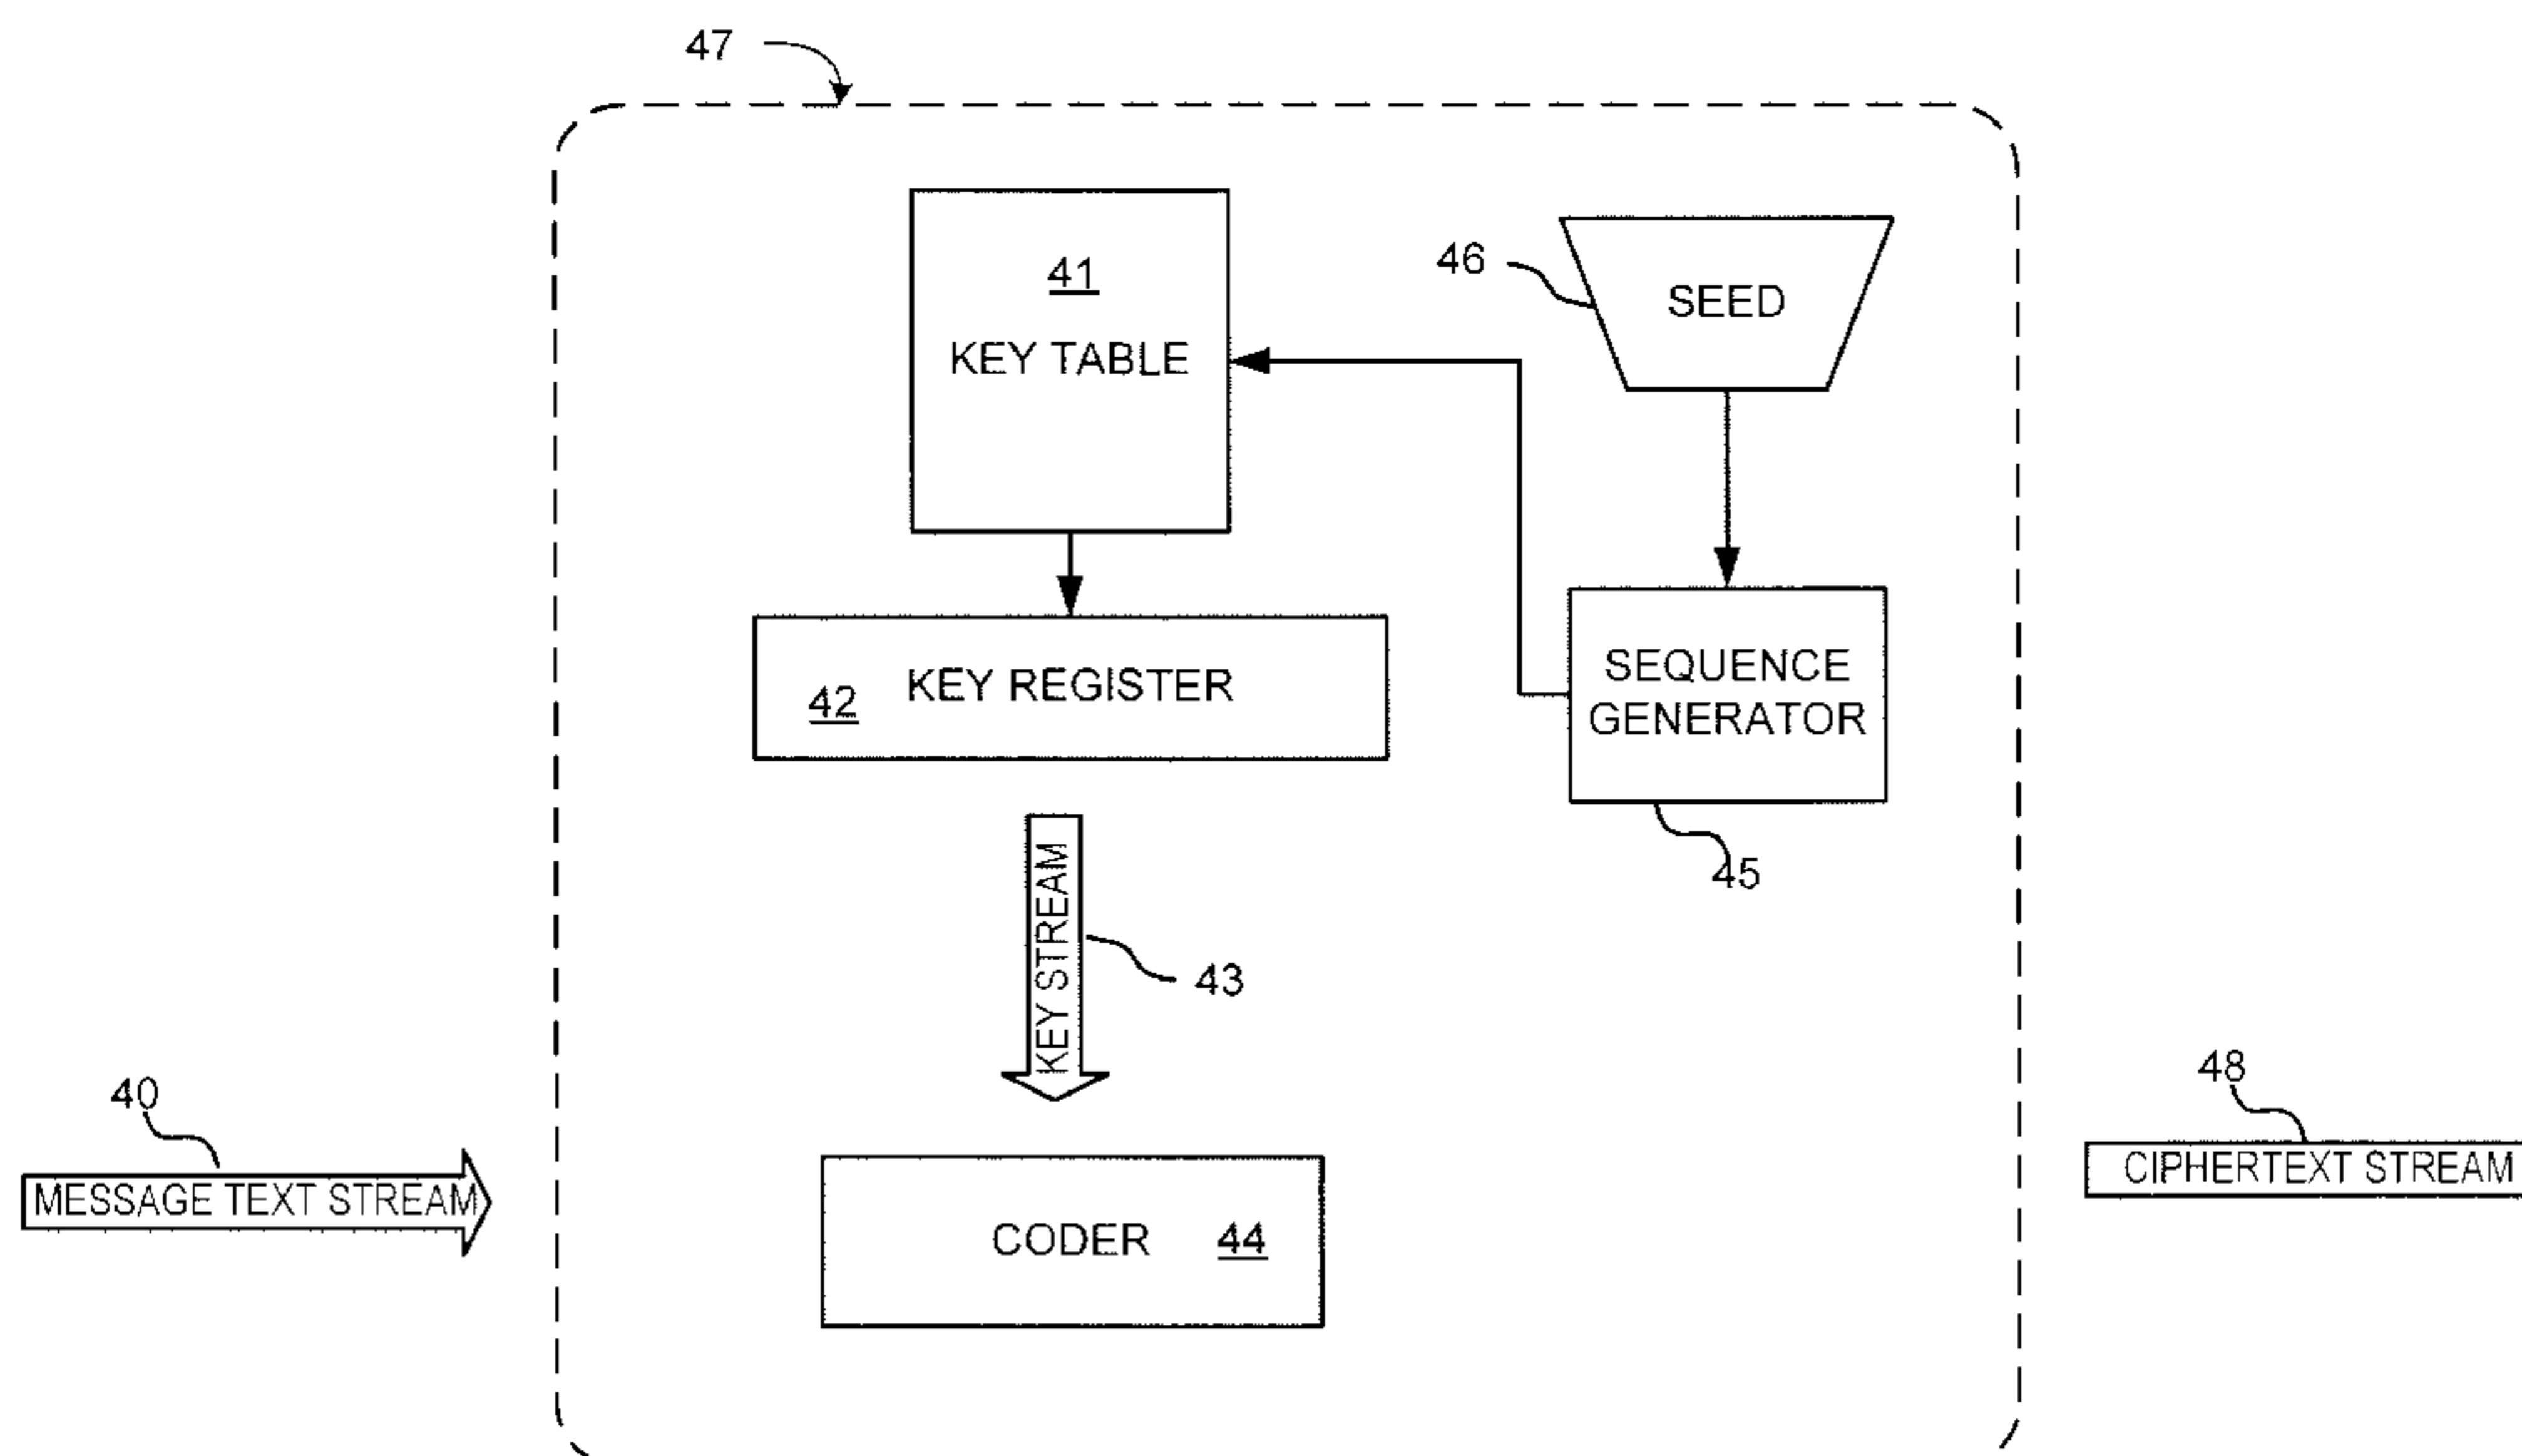 47
41
KEY TABLE
46
SEED
42
KEY REGISTER
SEQUENCE
GENERATOR
45
KEY STREAM
43
40
MESSAGE TEXT STREAM
CODER
44
48
CIPHERTEXT STREAM